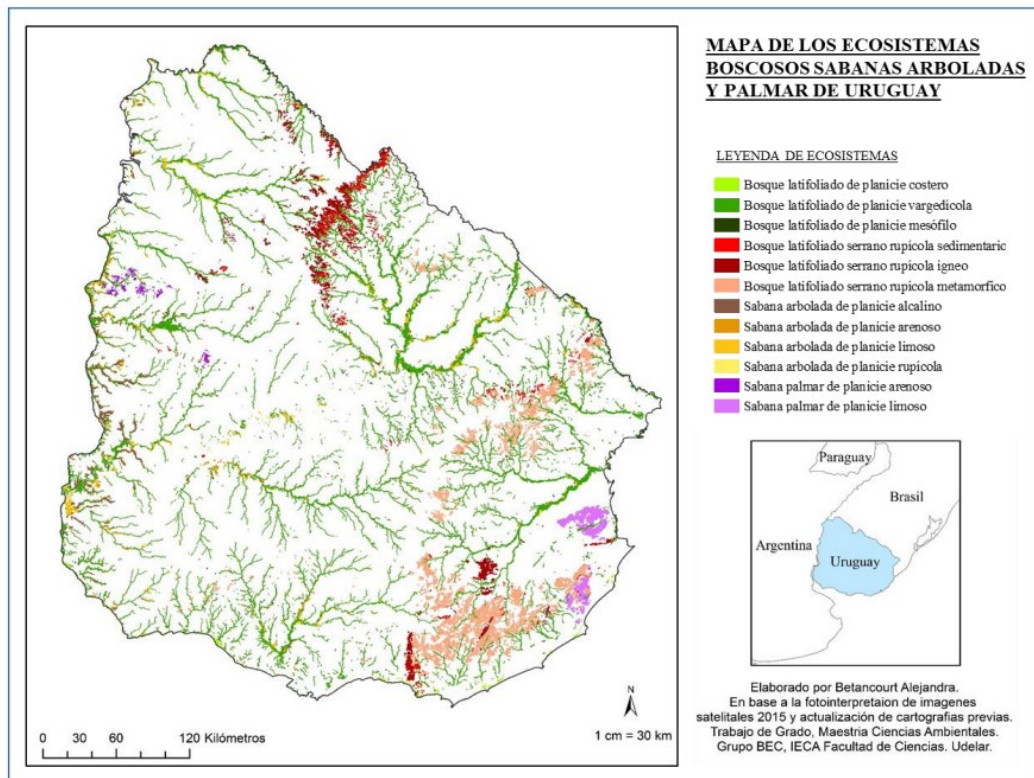 MAPA DE LOS ECOSISTEMAS
BOSCOSOS SABANAS ARBOLADAS
Y PALMAR DE URUGUAY
LEYENDA DE ECOSISTEMAS
Bosque latifoliado de planicie costero
Bosque latifoliado de planicie vargedicola
Bosque latifoliado de planicie mesófilo
Bosque latifoliado serrano rupicola sedimentaric
Bosque latifoliado serrano rupicola igneo
Bosque latifoliado serrano rupicola metamorfico
Sabana arbolada de planicie alcalino
Sabana arbolada de planicie arenoso
Sabana arbolada de planicie limoso
Sabana arbolada de planicie rupicola
Sabana palmar de planicie arenoso
Sabana palmar de planicie limoso
Paraguay
Brasil
Argentina
Uruguay
N
0 30 60 120 Kilómetros
1 cm = 30 km
Elaborado por Betancourt Alejandra.
En base a la fotointerpretaion de imagenes
satelitales 2015 y actualización de cartografias previas.
Trabajo de Grado, Maestria Ciencias Ambientales.
Grupo BEC, IECA Facultad de Ciencias. Udelar.